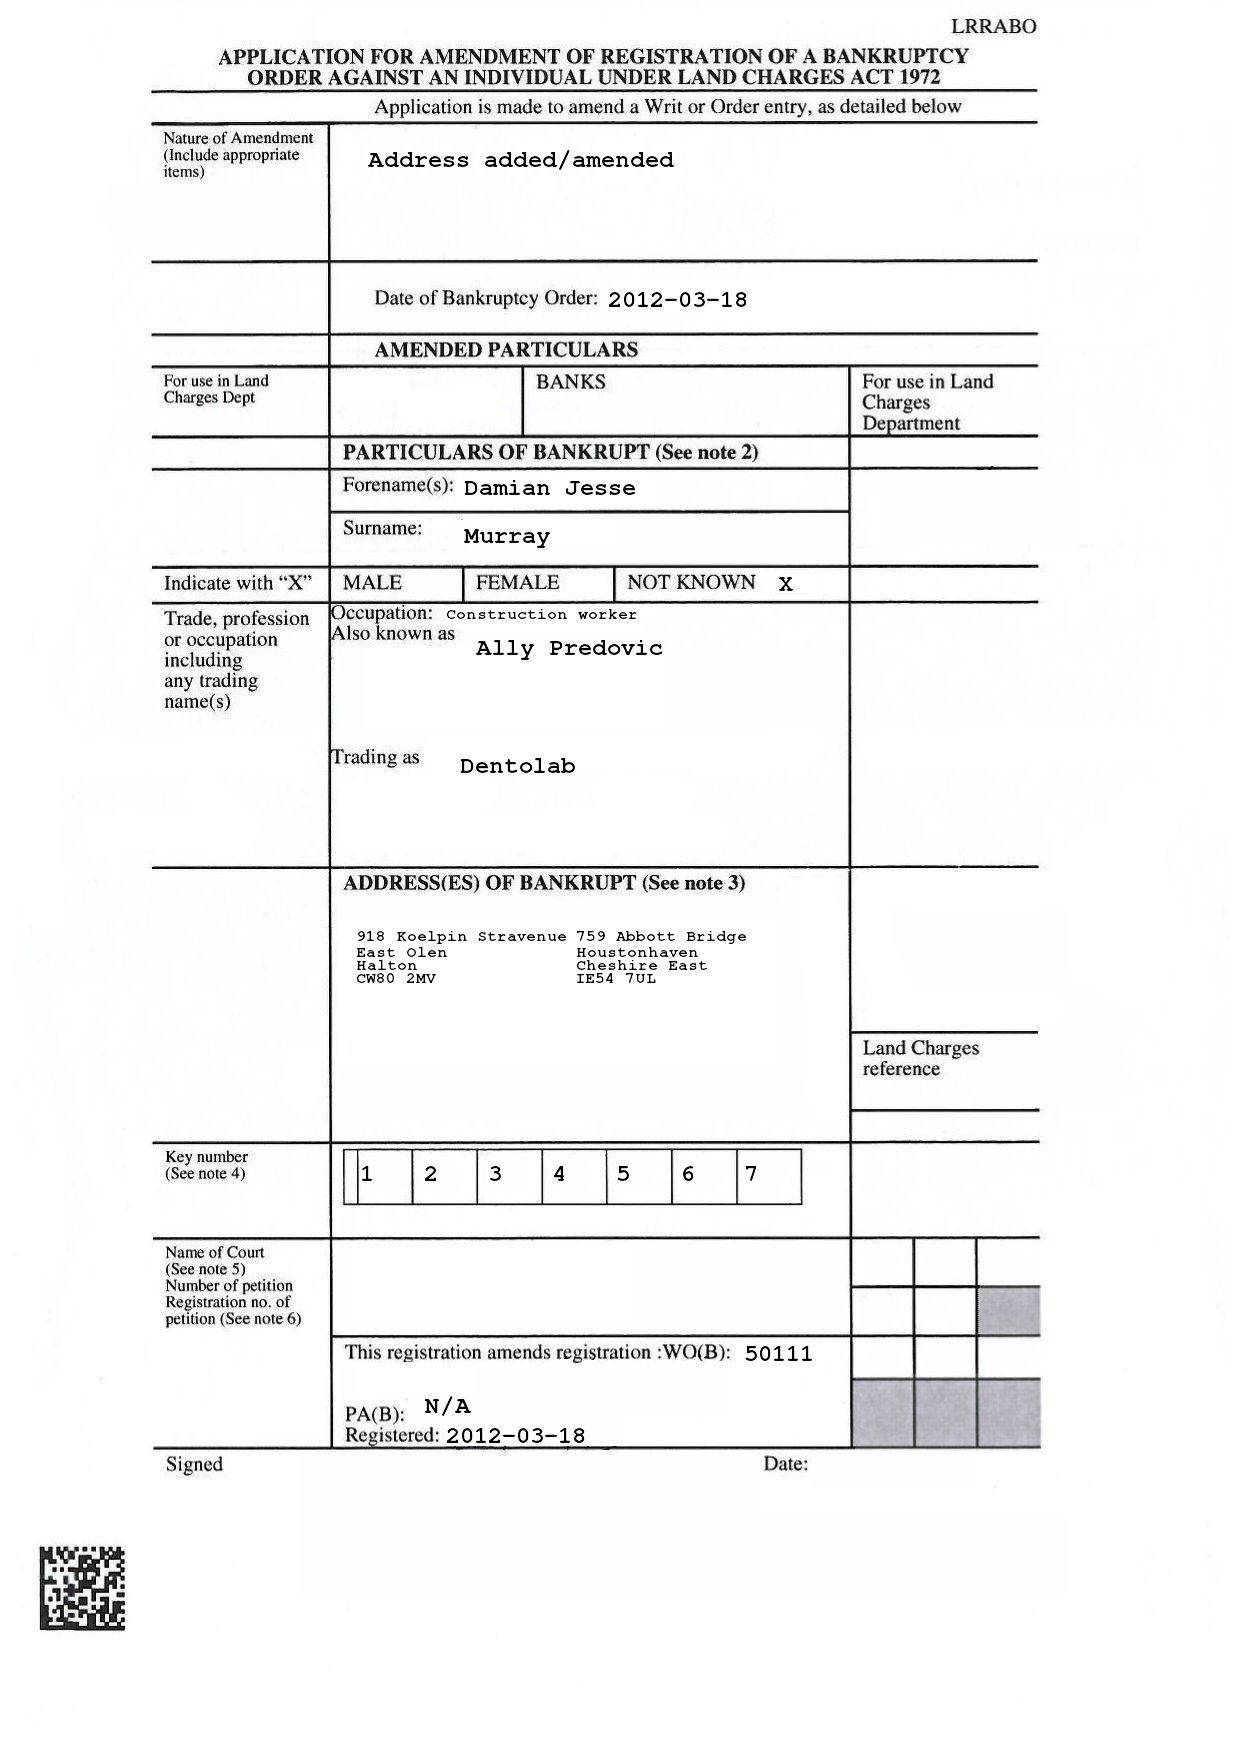 LRRABO
APPLICATION FOR AMENDMENT OF REGISTRATION OF A BANKRUPTCY
ORDER AGAINST AN INDIVIDUAL UNDER LAND CHARGES ACT 1972
Application is made to amend a Writ or Order entry, as detailed below
Nature of Amendment
(Include appropriate
items)
Address added/amended
Date of Bankruptcy Order: 2012-03-18
AMENDED PARTICULARS
For use in Land
Charges Dept
BANKS
For use in Land
Charges
Department
PARTICULARS OF BANKRUPT (See note 2)
Forename(s): Damian Jesse
Surname: Murray
Indicate with “X” MALE FEMALE NOT KNOWN X
Trade, profession
or occupation
including
any trading
name(s)
Occupation: Construction worker
Also known as Ally Predovic
Trading as Dentolab
ADDRESS(ES) OF BANKRUPT (See note 3)
918 Koelpin Stravenue 759 Abbott Bridge
East Olen Houstonhaven
Halton Cheshire East
CW80 2MV IE54 7UL
Land Charges
reference
Key number
(See note 4)
1 2 3 4 5 6 7
Name of Court
(See note 5)
Number of petition
Registration no. of
petition (See note 6)
This registration amends registration :WO(B): 50111
PA(B): N/A
Registered: 2012-03-18
Signed Date: